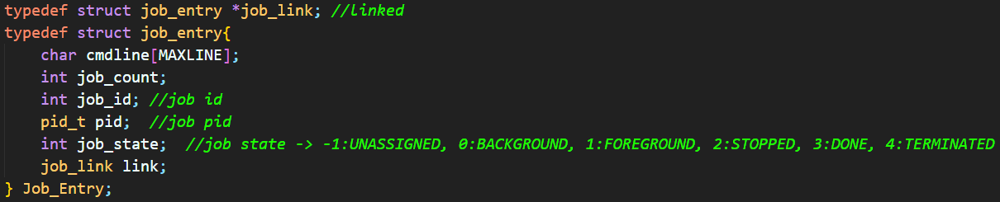 typedef struct job_entry *job_link; //linked
typedef struct job_entry{
    char cmdline[MAXLINE];
    int job_count;
    int job_id; //job id
    pid_t pid;  //job pid
    int job_state;  //job state -> -1:UNASSIGNED, 0:BACKGROUND, 1:FOREGROUND, 2:STOPPED, 3:DONE, 4:TERMINATED
    job_link link;
} Job_Entry;